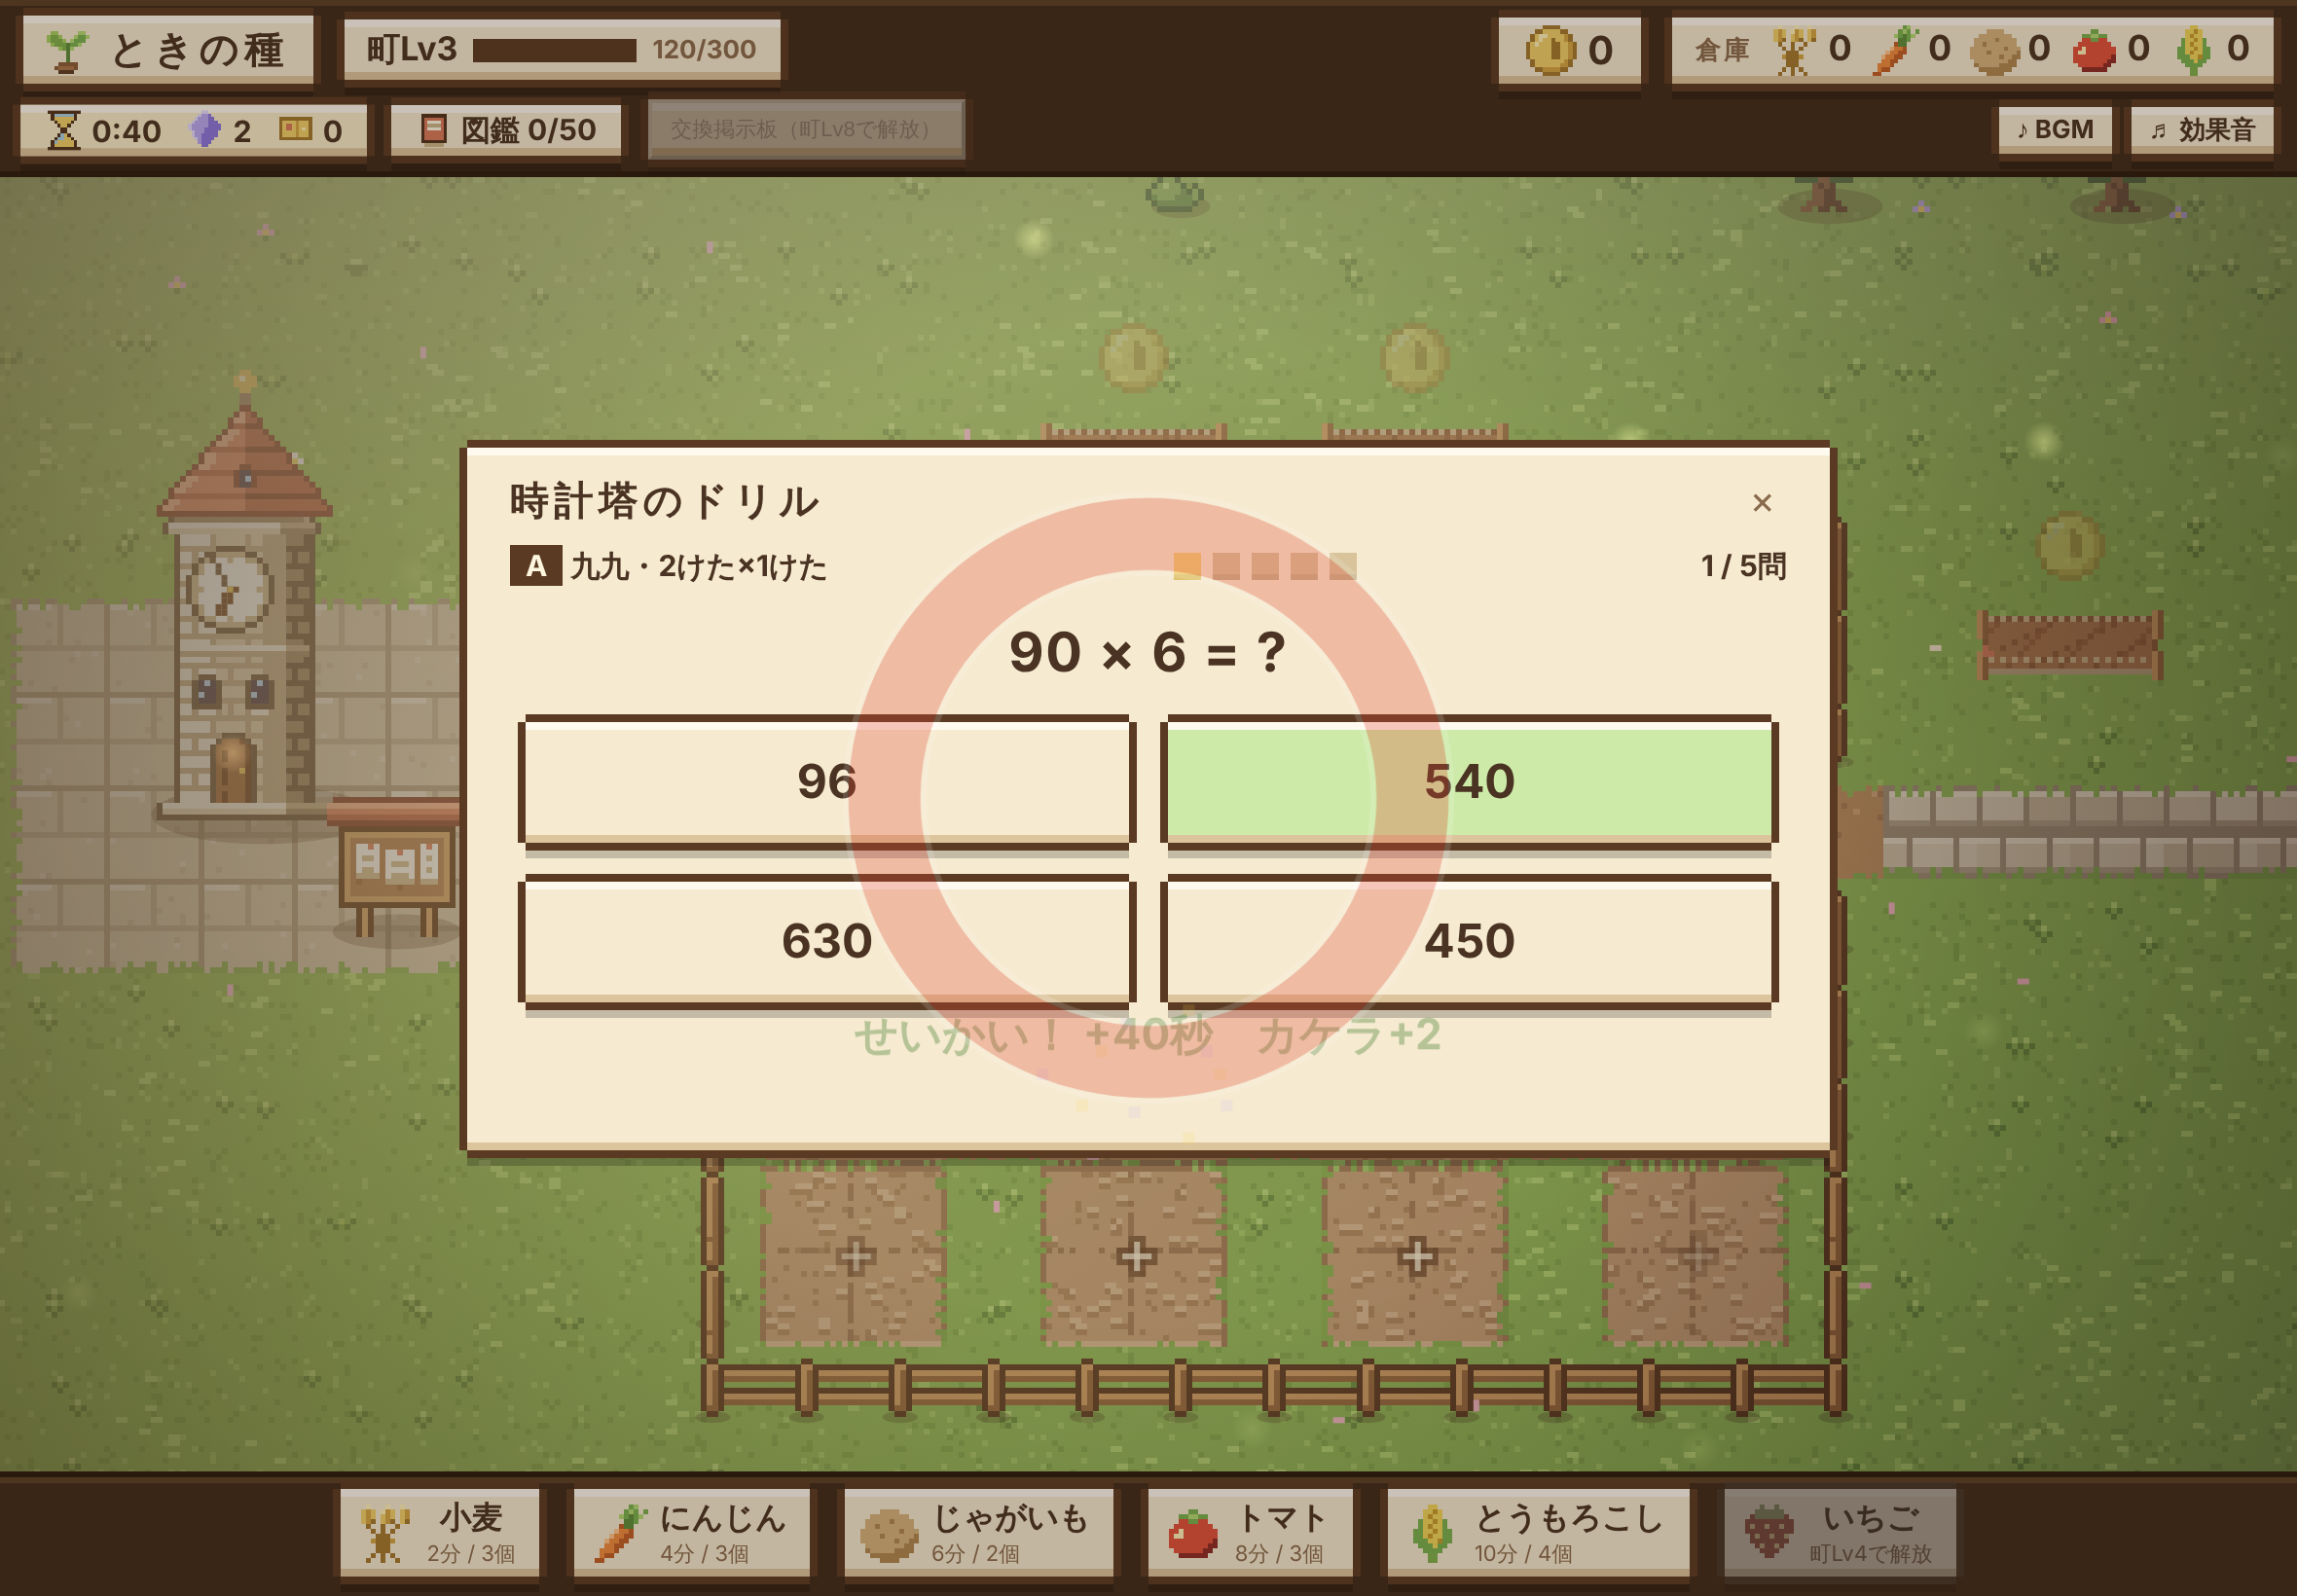 ときの種
町Lv3 120/300
0
倉庫 0 0 0 0 0
0:40 2 0
図鑑 0/50
交換掲示板（町Lv8で解放）
♪ BGM
♬ 効果音
時計塔のドリル
×
A 九九・2けた×1けた
1 / 5問
90 × 6 = ?
96
540
630
450
せいかい！ +40秒 カケラ+2
小麦
2分 / 3個
にんじん
4分 / 3個
じゃがいも
6分 / 2個
トマト
8分 / 3個
とうもろこし
10分 / 4個
いちご
町Lv4で解放